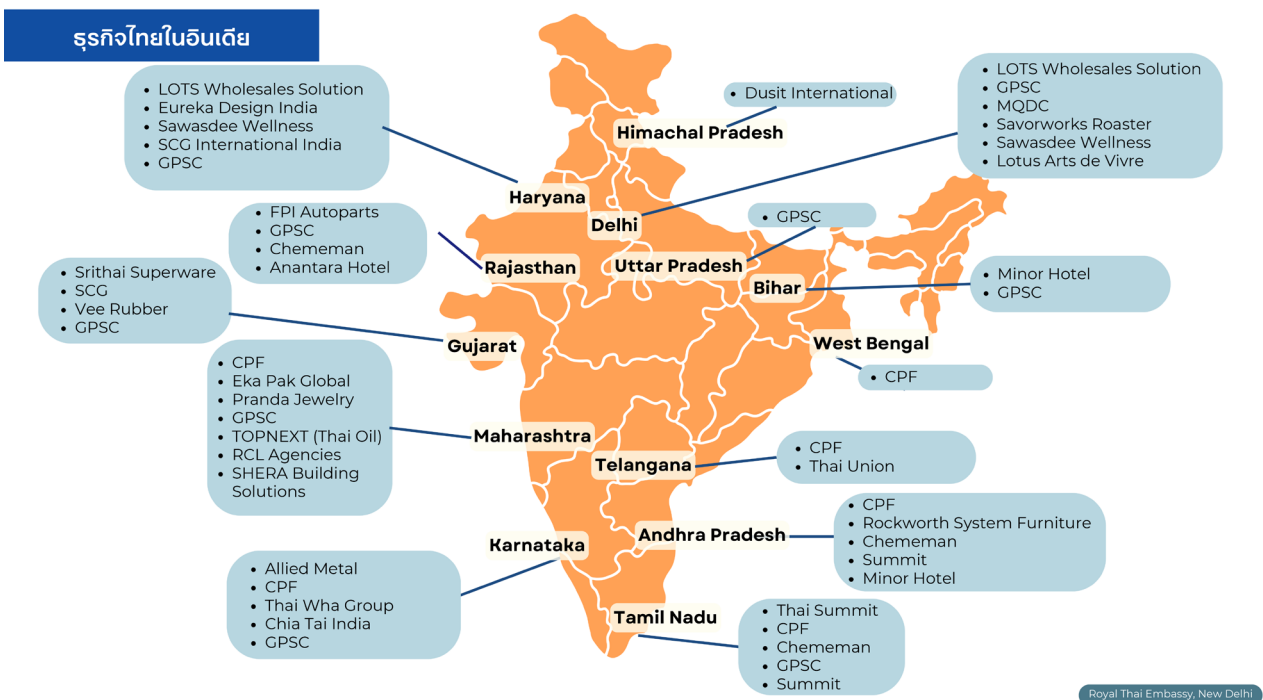 ธุรกิจไทยในอินเดีย
• LOTS Wholesales Solution
• Eureka Design India
• Sawasdee Wellness
• SCG International India
• GPSC
Haryana
• Dusit International
Himachal Pradesh
• LOTS Wholesales Solution
• GPSC
• MQDC
• Savorworks Roaster
• Sawasdee Wellness
• Lotus Arts de Vivre
Delhi
• FPI Autoparts
• GPSC
• Chememan
• Anantara Hotel
Rajasthan
• GPSC
Uttar Pradesh
• Minor Hotel
• GPSC
Bihar
• Srithai Superware
• SCG
• Vee Rubber
• GPSC
Gujarat
West Bengal
• CPF
• CPF
• Eka Pak Global
• Pranda Jewelry
• GPSC
• TOPNEXT (Thai Oil)
• RCL Agencies
• SHERA Building
Solutions
Maharashtra
Telangana
• CPF
• Thai Union
Andhra Pradesh
• CPF
• Rockworth System Furniture
• Chememan
• Summit
• Minor Hotel
Karnataka
• Allied Metal
• CPF
• Thai Wha Group
• Chia Tai India
• GPSC
Tamil Nadu
• Thai Summit
• CPF
• Chememan
• GPSC
• Summit
Royal Thai Embassy, New Delhi